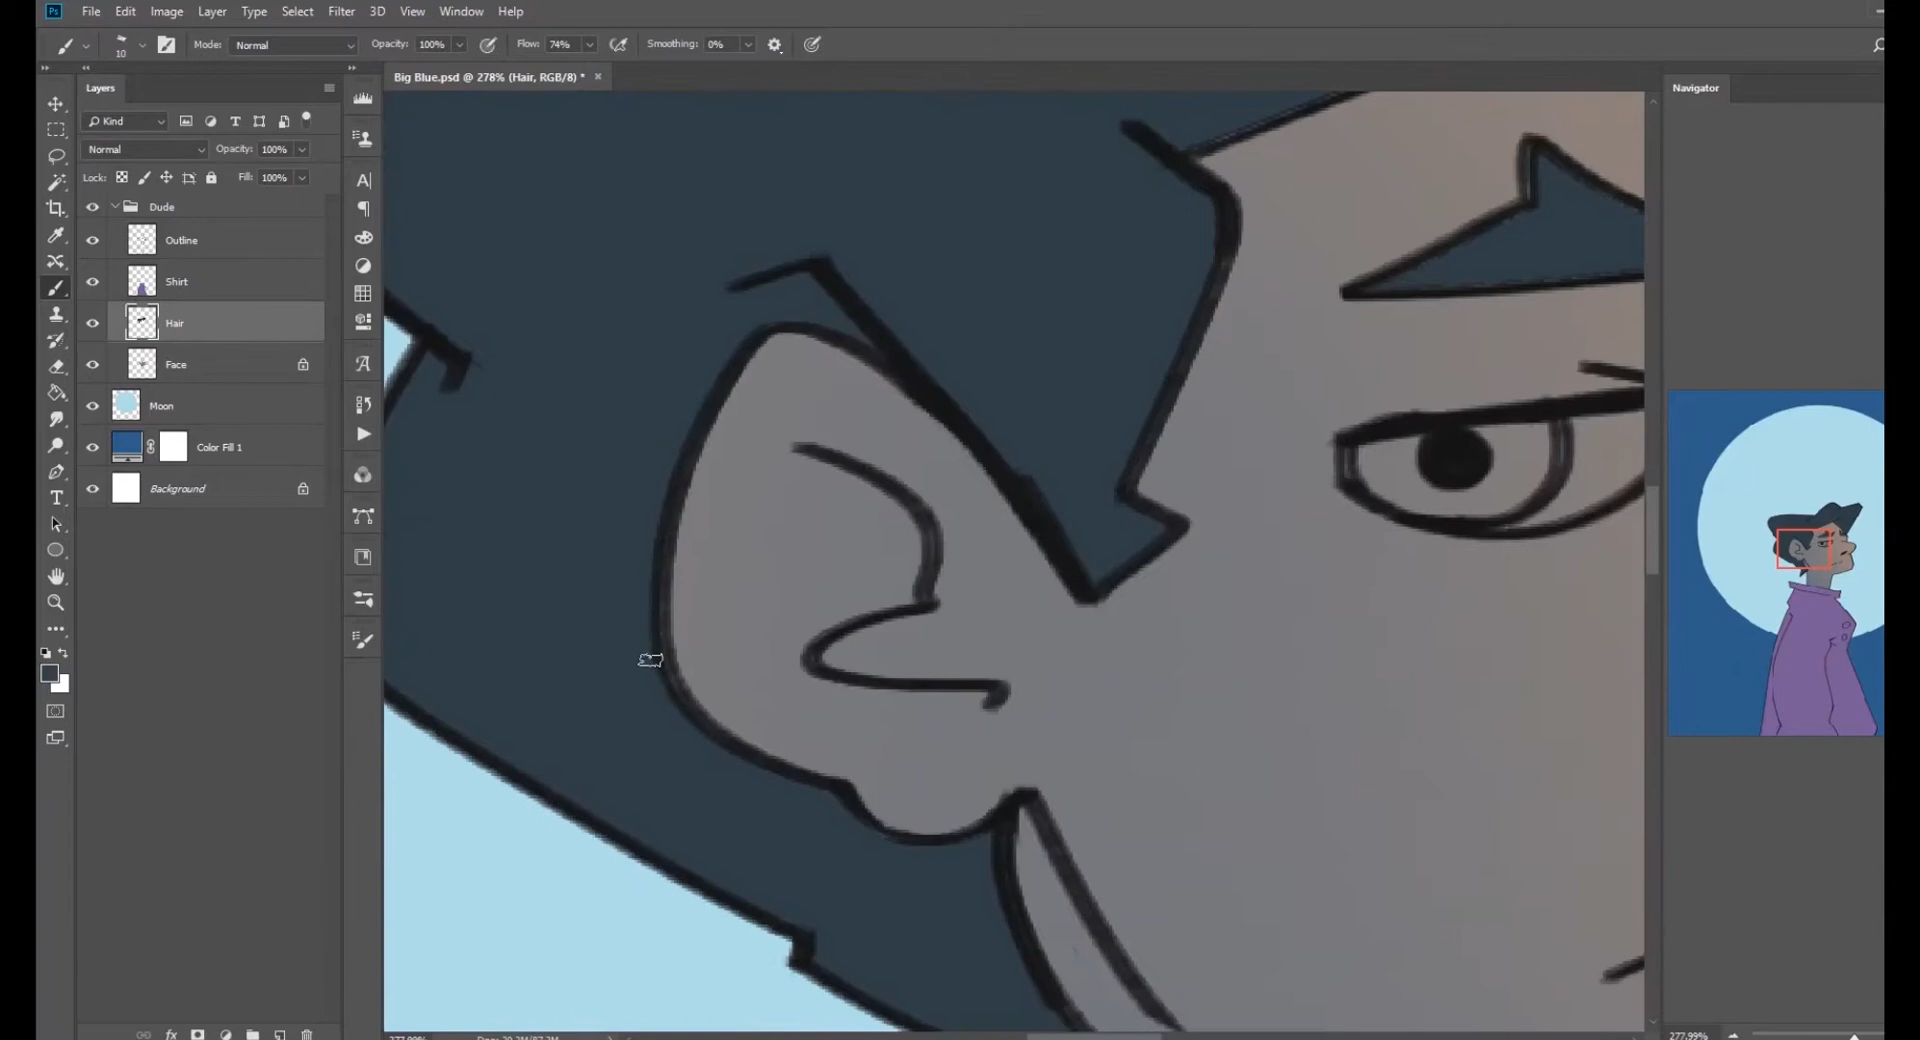 Ps File Edit Image Layer Type Select Filter 3D View Window Help
10 Mode: Normal Opacity: 100% Flow: 74% Smoothing: 0%
Layers
Big Blue.psd @ 278% (Hair, RGB/8) *
Navigator
Kind
Normal Opacity: 100%
Lock: Fill: 100%
Dude
Outline
Shirt
Hair
Face
Moon
Color Fill 1
Background
277.99%